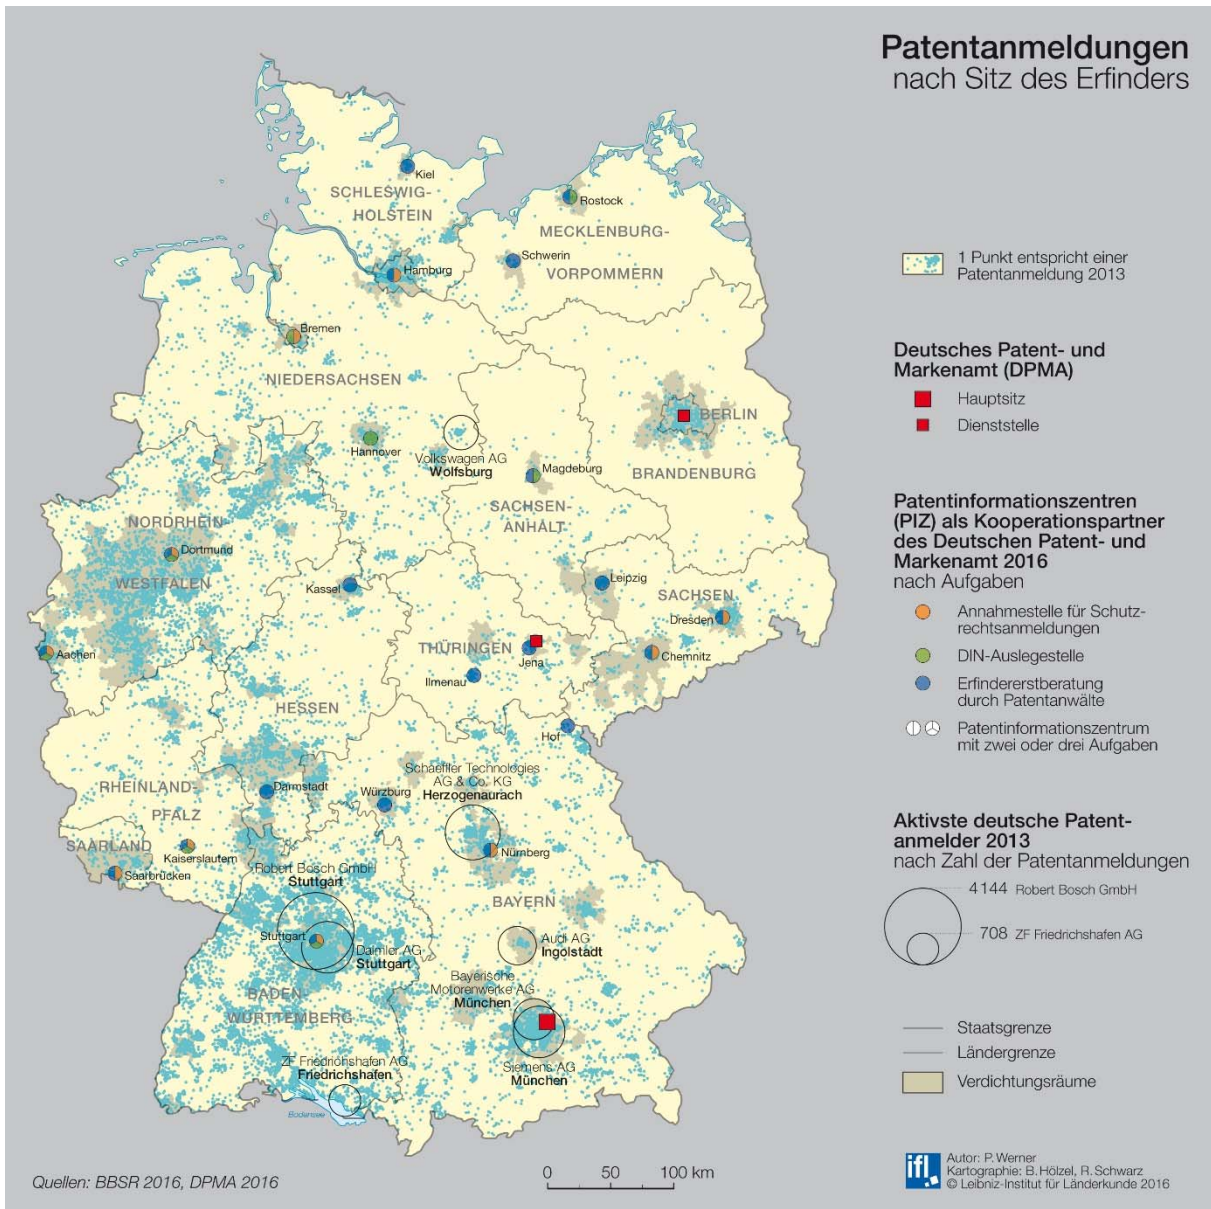 Patentanmeldungen
nach Sitz des Erfinders
Kiel
SCHLESWIG-
HOLSTEIN
Rostock
MECKLENBURG-
VORPOMMERN
Schwerin
Hamburg
Bremen
NIEDERSACHSEN
BERLIN
Hannover
Volkswagen AG
Wolfsburg
Magdeburg
BRANDENBURG
SACHSEN-
ANHALT
NORDRHEIN-
WESTFALEN
Dortmund
Kassel
Leipzig
SACHSEN
Dresden
Aachen
THÜRINGEN
Jena
Chemnitz
Ilmenau
HESSEN
Hof
Schaeffler Technologies
AG & Co. KG
Herzogenaurach
RHEINLAND-
PFALZ
Darmstadt
Würzburg
SAARLAND
Kaiserslautern
Saarbrücken
Nürnberg
Robert Bosch GmbH
Stuttgart
BAYERN
Stuttgart
Daimler AG
Stuttgart
Audi AG
Ingolstadt
Bayerische
Motorenwerke AG
München
BADEN-
WÜRTTEMBERG
ZF Friedrichshafen AG
Friedrichshafen
Siemens AG
München
Bodensee
1 Punkt entspricht einer
Patentanmeldung 2013
Deutsches Patent- und
Markenamt (DPMA)
Hauptsitz
Dienststelle
Patentinformationszentren
(PIZ) als Kooperationspartner
des Deutschen Patent- und
Markenamt 2016
nach Aufgaben
Annahmestelle für Schutz-
rechtsanmeldungen
DIN-Auslegestelle
Erfindererstberatung
durch Patentanwälte
Patentinformationszentrum
mit zwei oder drei Aufgaben
Aktivste deutsche Patent-
anmelder 2013
nach Zahl der Patentanmeldungen
4144 Robert Bosch GmbH
708 ZF Friedrichshafen AG
Staatsgrenze
Ländergrenze
Verdichtungsräume
Quellen: BBSR 2016, DPMA 2016
0 50 100 km
ifl
Autor: P. Werner
Kartographie: B. Hölzel, R. Schwarz
© Leibniz-Institut für Länderkunde 2016